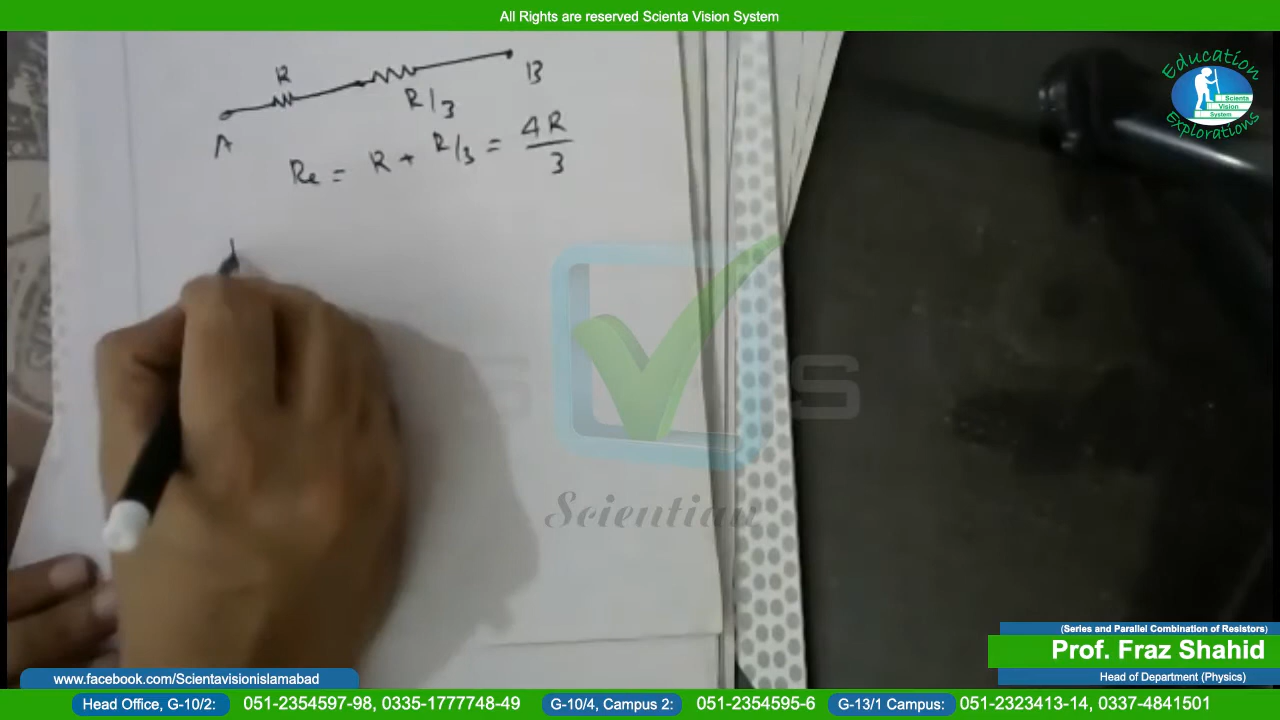 All Rights are reserved Scienta Vision System
Education
Scienta
Vision
System
Explorations
R
R/3
B
A
Re = R + R/3 = 4R/3
S S
Scientian
(Series and Parallel Combination of Resistors)
Prof. Fraz Shahid
Head of Department (Physics)
www.facebook.com/Scientavisionislamabad
Head Office, G-10/2: 051-2354597-98, 0335-1777748-49 G-10/4, Campus 2: 051-2354595-6 G-13/1 Campus: 051-2323413-14, 0337-4841501